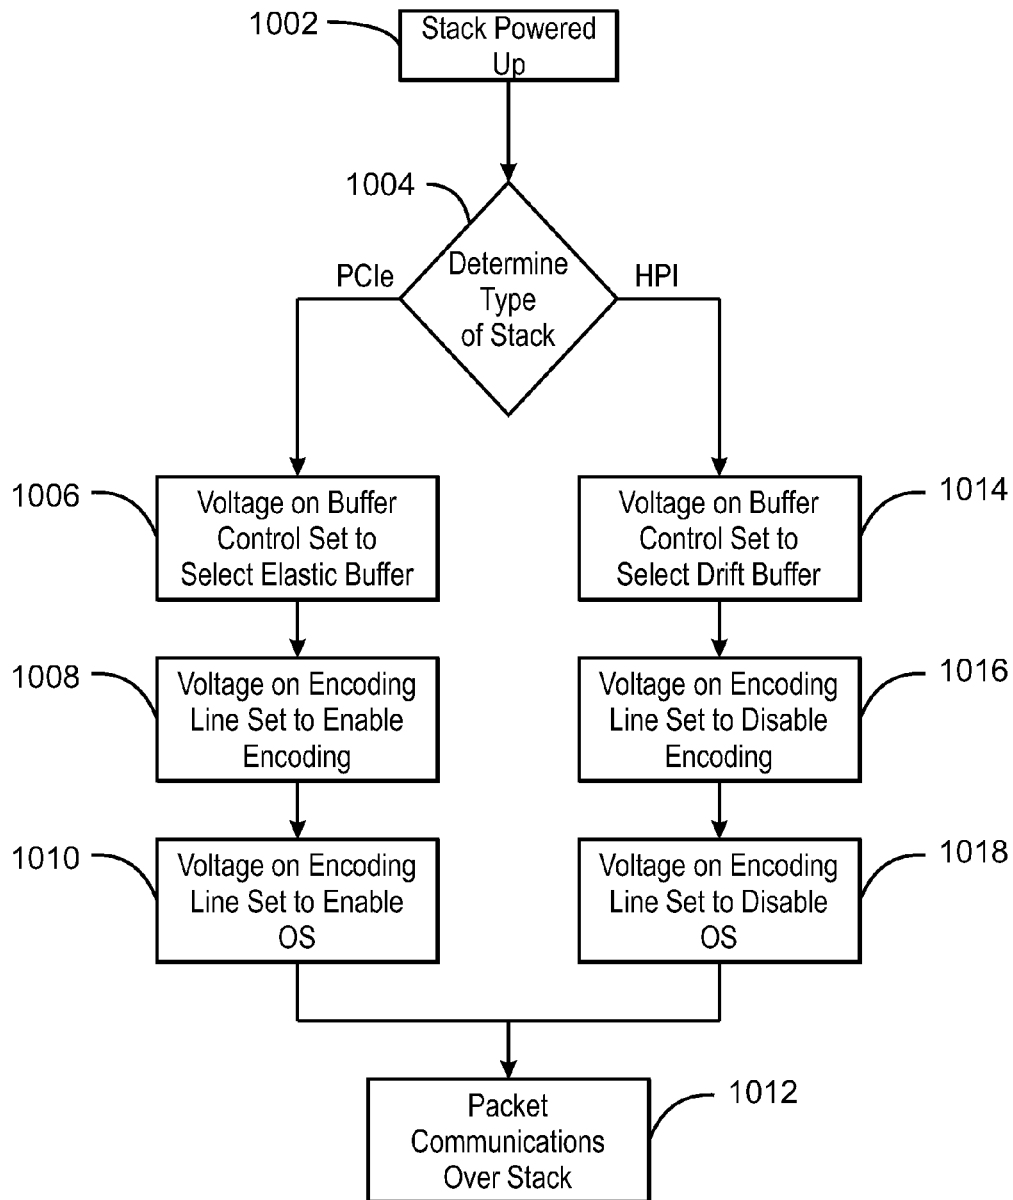 1002
Stack Powered
Up
1004
Determine
Type
of Stack
PCIe
HPI
1006
Voltage on Buffer
Control Set to
Select Elastic Buffer
1014
Voltage on Buffer
Control Set to
Select Drift Buffer
1008
Voltage on Encoding
Line Set to Enable
Encoding
1016
Voltage on Encoding
Line Set to Disable
Encoding
1010
Voltage on Encoding
Line Set to Enable
OS
1018
Voltage on Encoding
Line Set to Disable
OS
1012
Packet
Communications
Over Stack